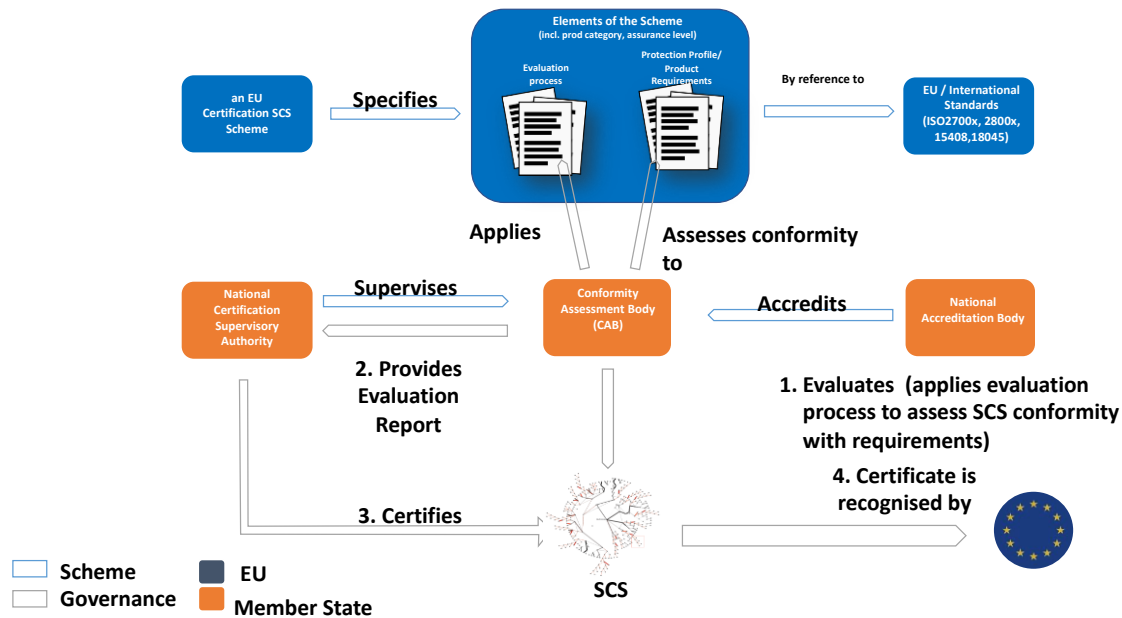 Elements of the Scheme
(incl. prod category, assurance level)
Evaluation
process
Protection Profile/
Product
Requirements
an EU
Certification SCS
Scheme
Specifies
By reference to
EU / International
Standards
(ISO2700x, 2800x,
15408,18045)
Applies
Assesses conformity
to
National
Certification
Supervisory
Authority
Supervises
Conformity
Assessment Body
(CAB)
Accredits
National
Accreditation Body
2. Provides
Evaluation
Report
1. Evaluates (applies evaluation
process to assess SCS conformity
with requirements)
3. Certifies
4. Certificate is
recognised by
SCS
Scheme
EU
Governance
Member State